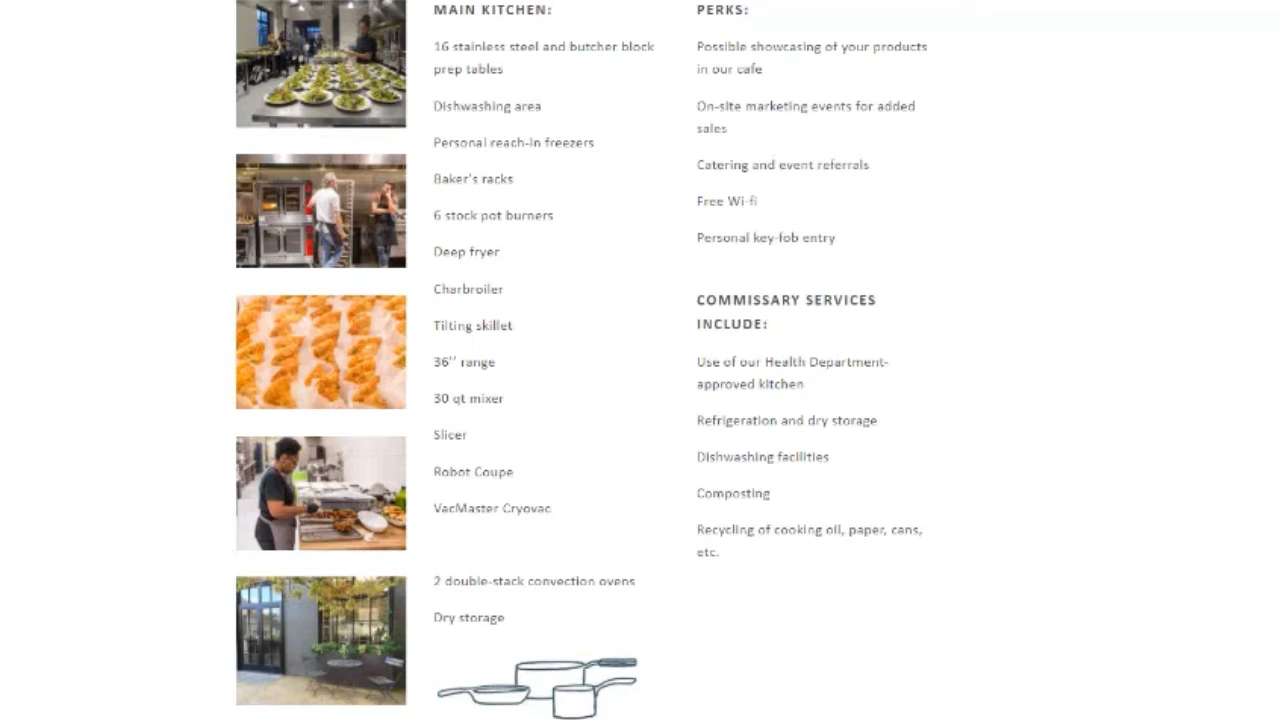 MAIN KITCHEN:
16 stainless steel and butcher block
prep tables
Dishwashing area
Personal reach-in freezers
Baker's racks
6 stock pot burners
Deep fryer
Charbroiler
Tilting skillet
36’’ range
30 qt mixer
Slicer
Robot Coupe
VacMaster Cryovac
2 double-stack convection ovens
Dry storage
PERKS:
Possible showcasing of your products
in our cafe
On-site marketing events for added
sales
Catering and event referrals
Free Wi-fi
Personal key-fob entry
COMMISSARY SERVICES
INCLUDE:
Use of our Health Department-
approved kitchen
Refrigeration and dry storage
Dishwashing facilities
Composting
Recycling of cooking oil, paper, cans,
etc.